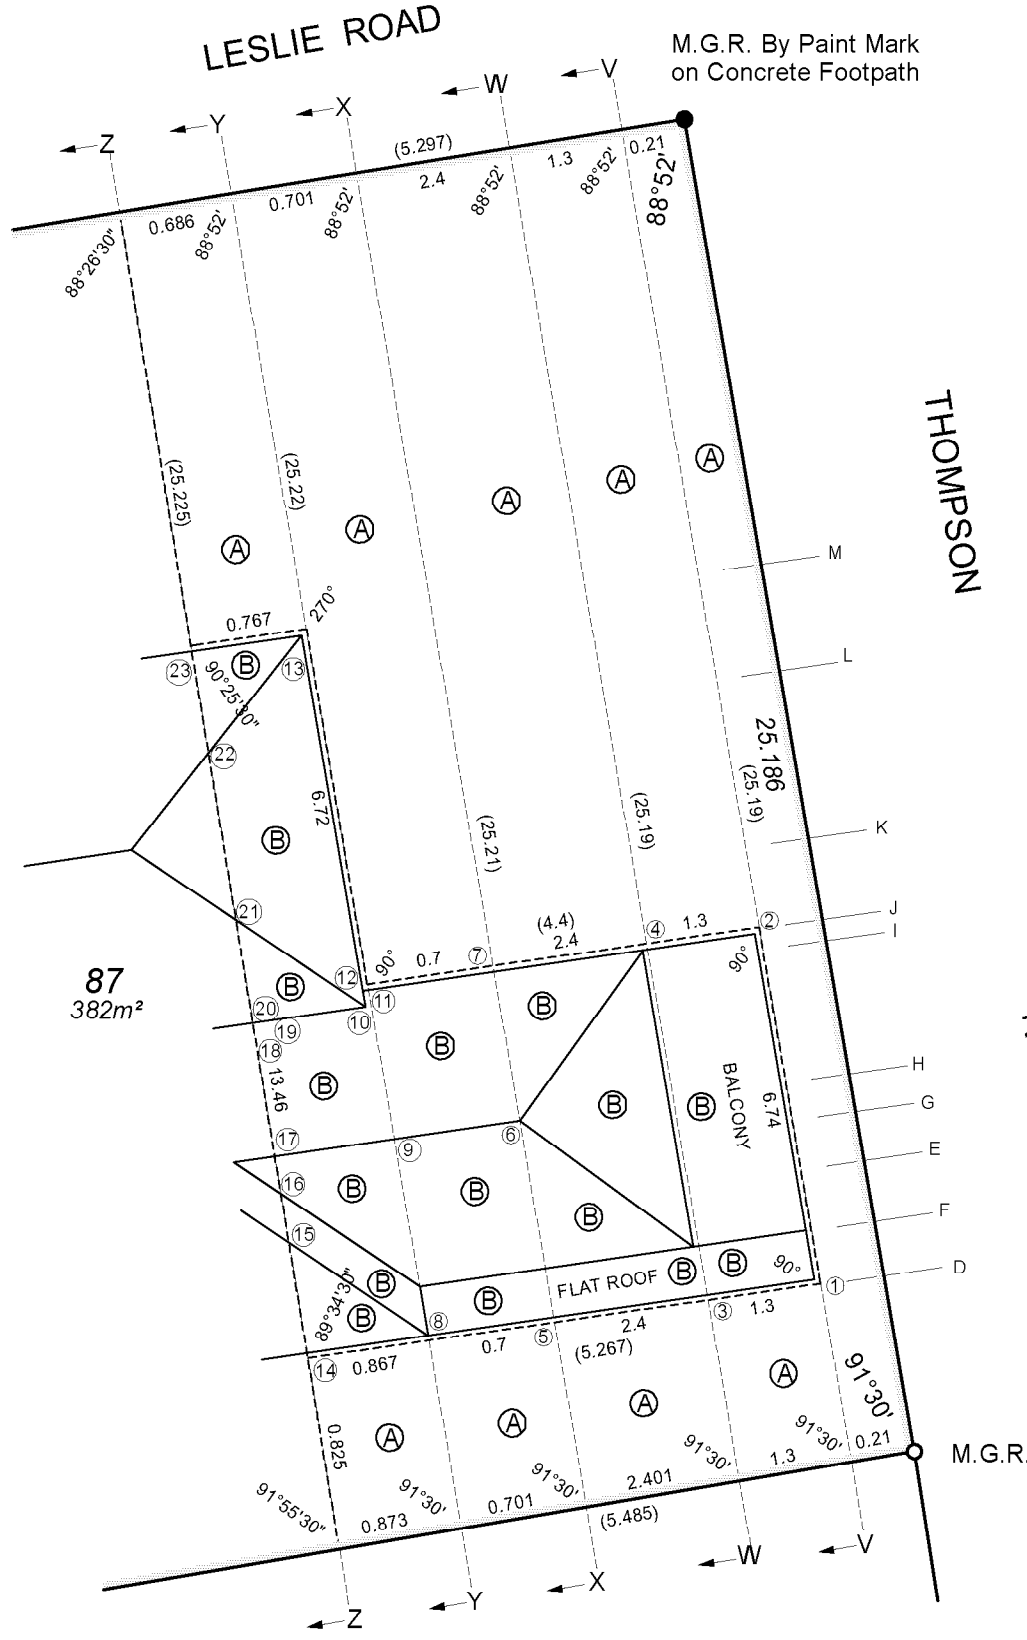 LESLIE ROAD
M.G.R. By Paint Mark
on Concrete Footpath
V
W
X
Y
Z
(5.297)
0.21
1.3
2.4
0.701
0.686
88°52'
88°52'
88°52'
88°52'
88°52'
88°26'30"
THOMPSON
(25.225)
(25.22)
A
A
A
A
A
M
0.767
270°
L
23
B
13
90°25'30"
22
25.186
(25.19)
6.72
(25.19)
(25.21)
K
B
21
J
I
(4.4)
4
1.3
2
2.4
7
0.7
90°
90°
12
11
10
87
382m²
B
B
20
19
18
B
13.46
B
B
B
BALCONY
6.74
H
G
17
9
6
E
16
B
B
B
F
15
B
B
B
90°
D
FLAT ROOF
89°34'30"
B
B
8
1
3
1.3
2.4
5
(5.267)
0.7
0.867
14
91°30'
A
A
A
A
0.825
91°30'
0.21
91°30'
1.3
M.G.R.
91°30'
2.401
91°30'
0.701
(5.485)
91°55'30"
0.873
V
W
X
Y
Z